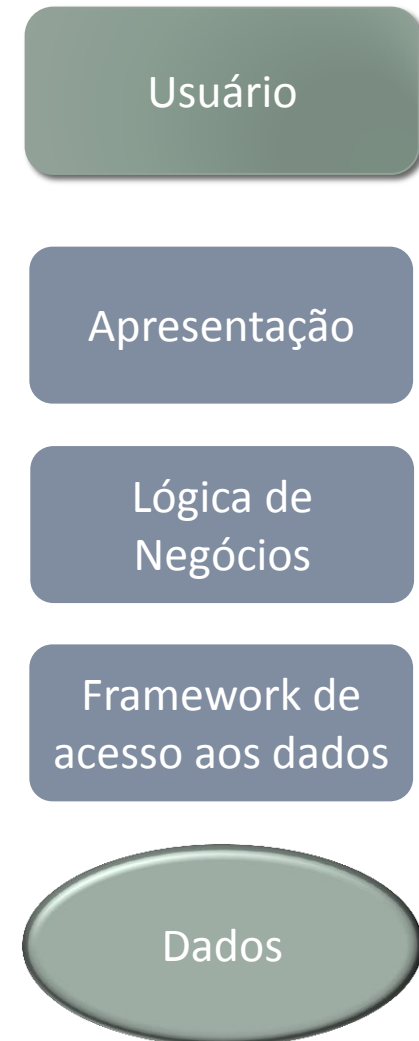 Usuário
Apresentação
Lógica de
Negócios
Framework de
acesso aos dados
Dados